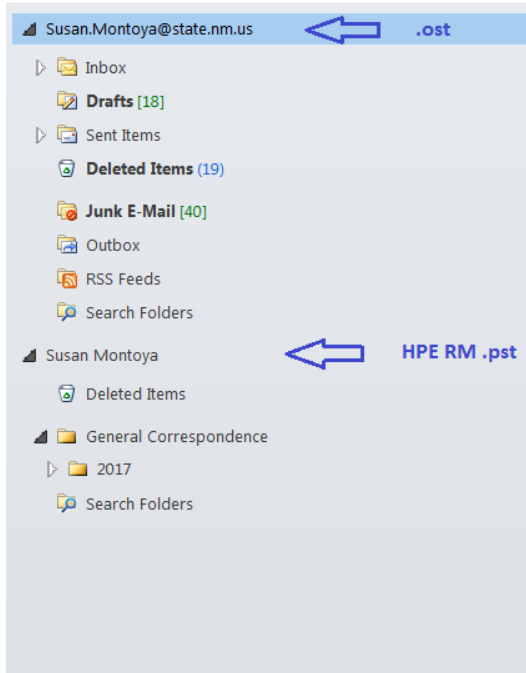 Susan.Montoya@state.nm.us .ost
Inbox
Drafts [18]
Sent Items
Deleted Items (19)
Junk E-Mail [40]
Outbox
RSS Feeds
Search Folders
Susan Montoya HPE RM .pst
Deleted Items
General Correspondence
2017
Search Folders